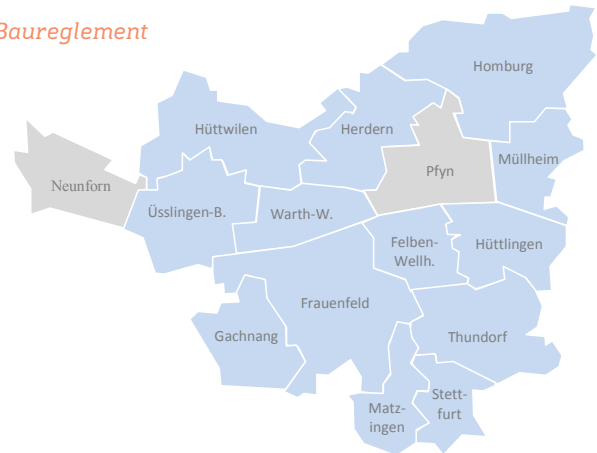 Baureglement
Homburg
Hüttwilen
Herdern
Müllheim
Pfyn
Neunforn
Üsslingen-B.
Warth-W.
Felben-
Wellh.
Hüttlingen
Frauenfeld
Gachnang
Thundorf
Matz-
ingen
Stett-
furt